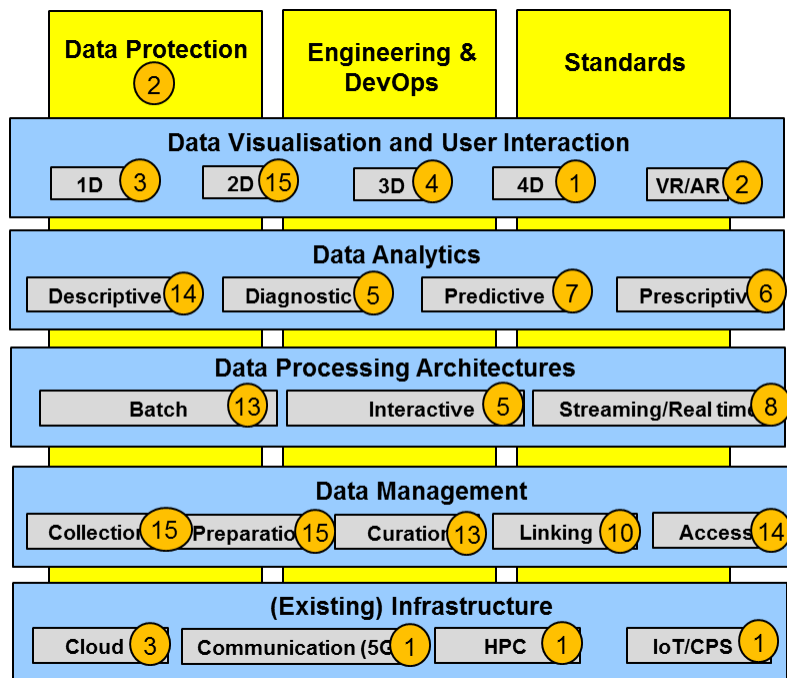 Data Protection
2
Engineering &
DevOps
Standards
Data Visualisation and User Interaction
1D 3 2D 15 3D 4 4D 1 VR/AR 2
Data Analytics
Descriptive 14 Diagnostic 5 Predictive 7 Prescriptiv 6
Data Processing Architectures
Batch 13 Interactive 5 Streaming/Real time 8
Data Management
Collection 15 Preparatio 15 Curation 13 Linking 10 Access 14
(Existing) Infrastructure
Cloud 3 Communication (5G 1 HPC 1 IoT/CPS 1